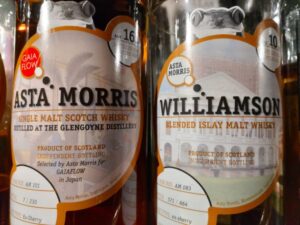 16
GAIA
FLOW
ASTA MORRIS
SINGLE MALT SCOTCH WHISKY
DISTILLED AT THE GLENGOYNE DISTILLERY
PRODUCT OF SCOTLAND
INDEPENDENT BOTTLING
Selected by Asta Morris for
GAIAFLOW
in Japan
10
ASTA
MORRIS
WILLIAMSON
BLENDED ISLAY MALT WHISKY
PRODUCT OF SCOTLAND
INDEPENDENT BOTTLING
AM 083